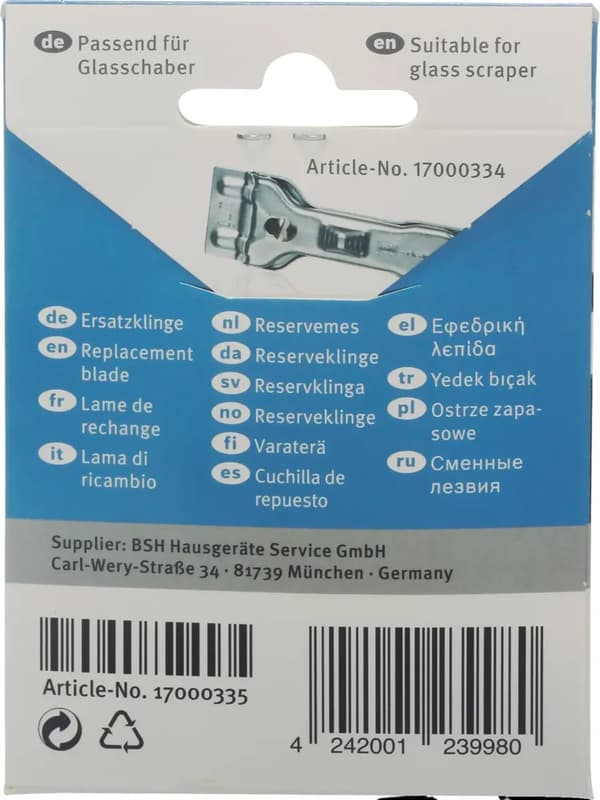 de Passend für
Glasschaber
en Suitable for
glass scraper
Article-No. 17000334
de Ersatzklinge
en Replacement
blade
fr Lame de
rechange
it Lama di
ricambio
nl Reservemes
da Reserveklinge
sv Reservklinga
no Reserveklinge
fi Varaterä
es Cuchilla de
repuesto
el Εφεδρική
λεπίδα
tr Yedek bıçak
pl Ostrze zapa-
sowe
ru Сменные
лезвия
Supplier: BSH Hausgeräte Service GmbH
Carl-Wery-Straße 34 · 81739 München · Germany
Article-No. 17000335
4 242001 239980